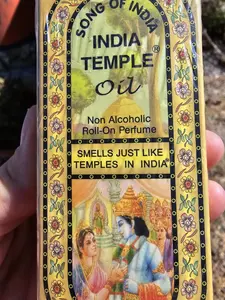 SONG OF INDIA
INDIA
TEMPLE®
Oil
Non Alcoholic
Roll-On Perfume
SMELLS JUST LIKE
TEMPLES IN INDIA